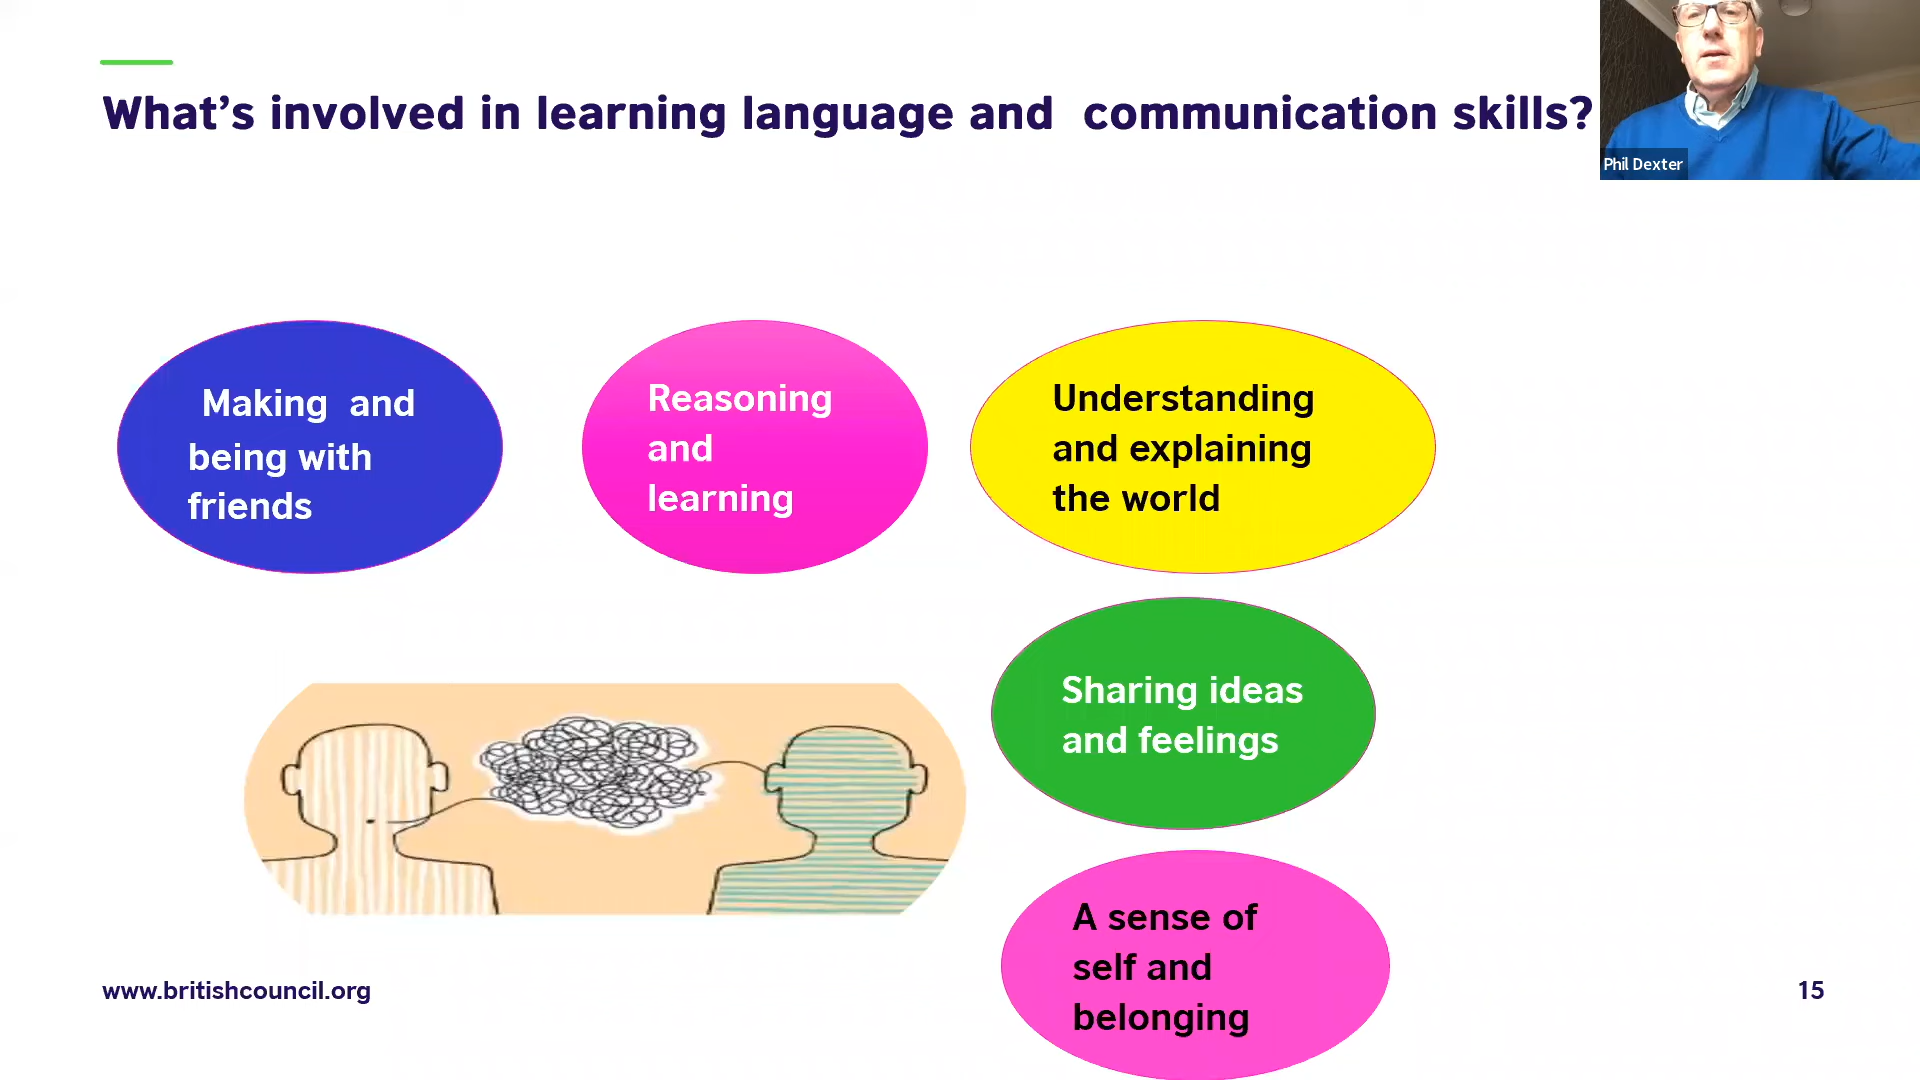 What’s involved in learning language and  communication skills?
Phil Dexter
Making  and
being with
friends
Reasoning
and
learning
Understanding
and explaining
the world
Sharing ideas
and feelings
A sense of
self and
belonging
www.britishcouncil.org
15